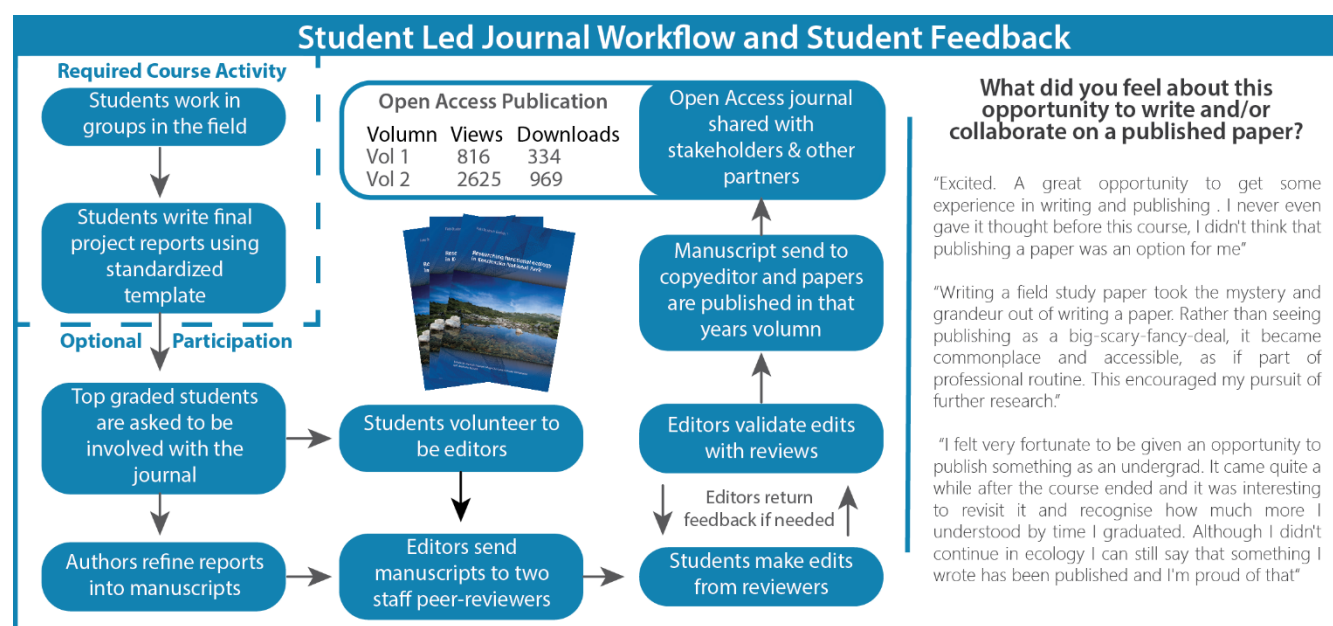 Student Led Journal Workflow and Student Feedback
Required Course Activity
Students work in
groups in the field
Students write final
project reports using
standardized
template
Optional Participation
Top graded students
are asked to be
involved with the
journal
Authors refine reports
into manuscripts
Students volunteer to
be editors
Editors send
manuscripts to two
staff peer-reviewers
Students make edits
from reviewers
Editors return
feedback if needed
Editors validate edits
with reviews
Manuscript send to
copyeditor and papers
are published in that
years volumn
Open Access journal
shared with
stakeholders & other
partners
Open Access Publication
Volumn Views Downloads
Vol 1 816 334
Vol 2 2625 969
Researching functional ecology
in Kosciuszko National Park
What did you feel about this
opportunity to write and/or
collaborate on a published paper?
"Excited. A great opportunity to get some
experience in writing and publishing . I never even
gave it thought before this course, I didn't think that
publishing a paper was an option for me"
"Writing a field study paper took the mystery and
grandeur out of writing a paper. Rather than seeing
publishing as a big-scary-fancy-deal, it became
commonplace and accessible, as if part of
professional routine. This encouraged my pursuit of
further research."
"I felt very fortunate to be given an opportunity to
publish something as an undergrad. It came quite a
while after the course ended and it was interesting
to revisit it and recognise how much more I
understood by time I graduated. Although I didn't
continue in ecology I can still say that something I
wrote has been published and I'm proud of that"